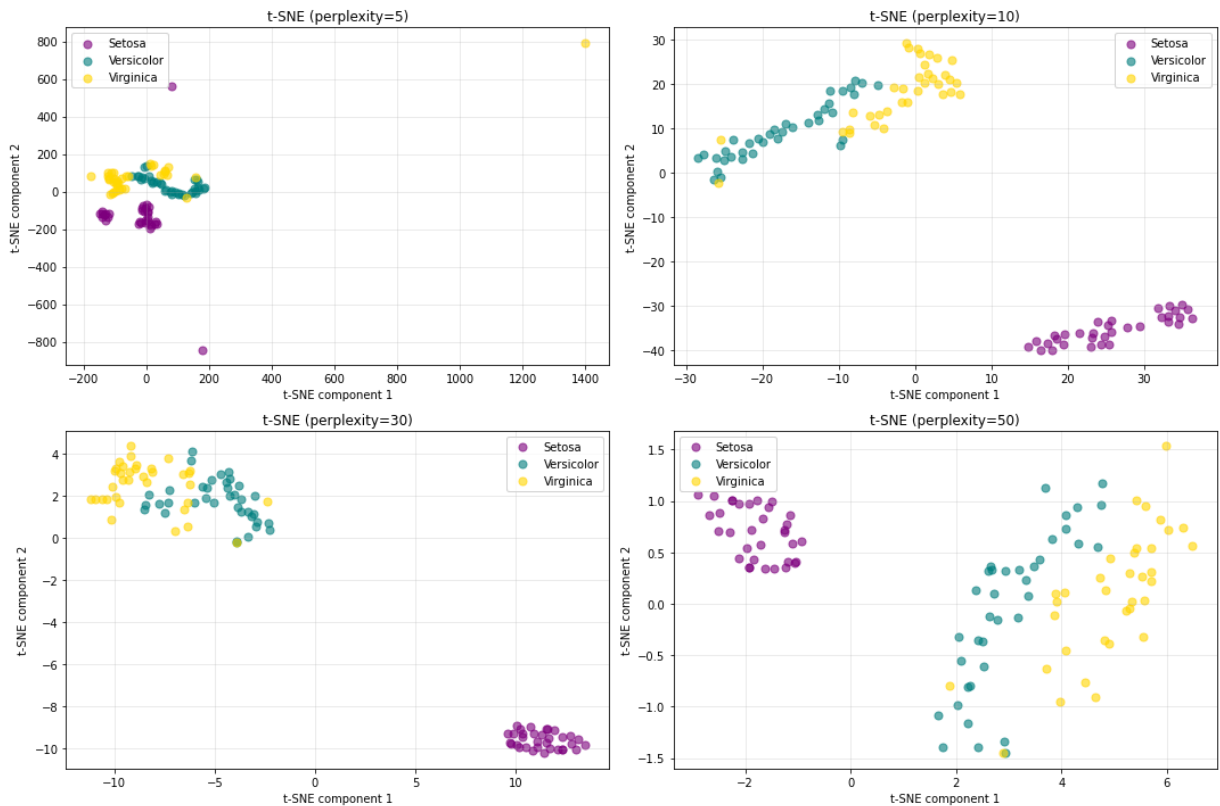 t-SNE (perplexity=5)
Setosa
Versicolor
Virginica
800
600
400
200
0
−200
−400
−600
−800
t-SNE component 2
−200 0 200 400 600 800 1000 1200 1400
t-SNE component 1
t-SNE (perplexity=10)
Setosa
Versicolor
Virginica
30
20
10
0
−10
−20
−30
−40
t-SNE component 2
−30 −20 −10 0 10 20 30
t-SNE component 1
t-SNE (perplexity=30)
Setosa
Versicolor
Virginica
4
2
0
−2
−4
−6
−8
−10
t-SNE component 2
−10 −5 0 5 10
t-SNE component 1
t-SNE (perplexity=50)
Setosa
Versicolor
Virginica
1.5
1.0
0.5
0.0
−0.5
−1.0
−1.5
t-SNE component 2
−2 0 2 4 6
t-SNE component 1